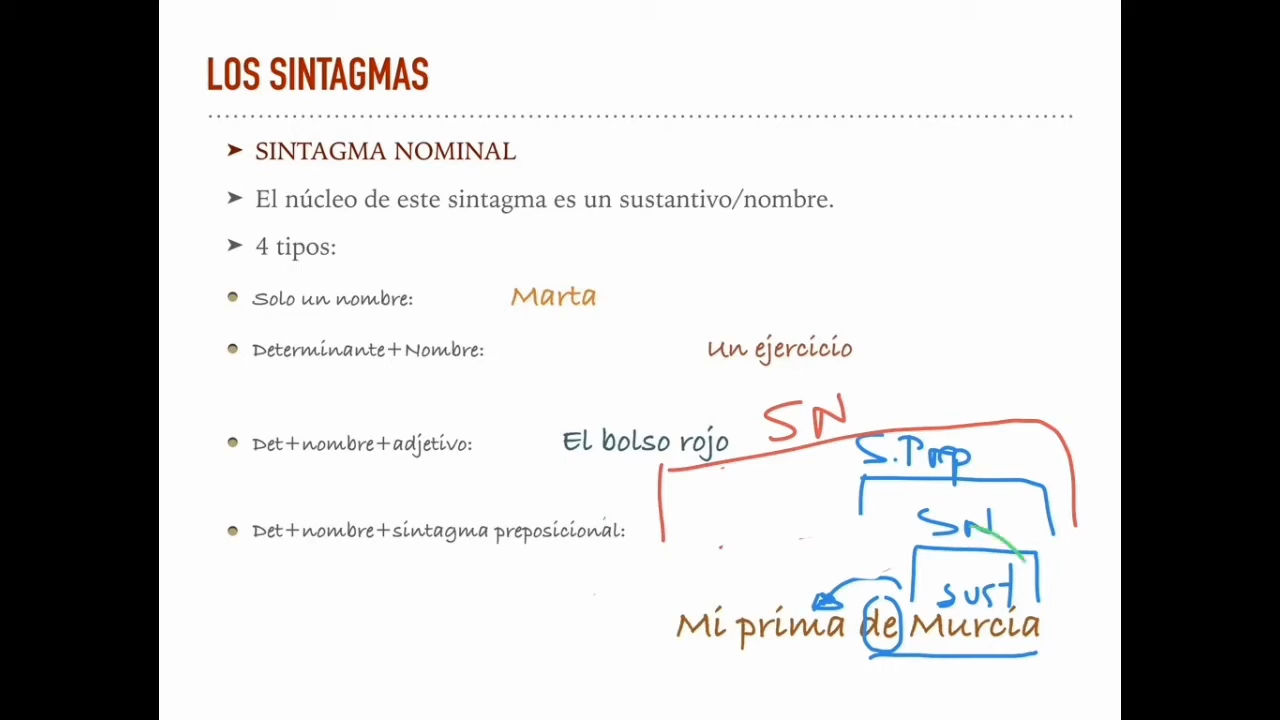 LOS SINTAGMAS
➤ SINTAGMA NOMINAL
➤ El núcleo de este sintagma es un sustantivo/nombre.
➤ 4 tipos:
• Solo un nombre: Marta
• Determinante+Nombre: Un ejercicio
SN
• Det+nombre+adjetivo: El bolso rojo
S.Prep
SN
• Det+nombre+sintagma preposicional:
sust
Mi prima de Murcia